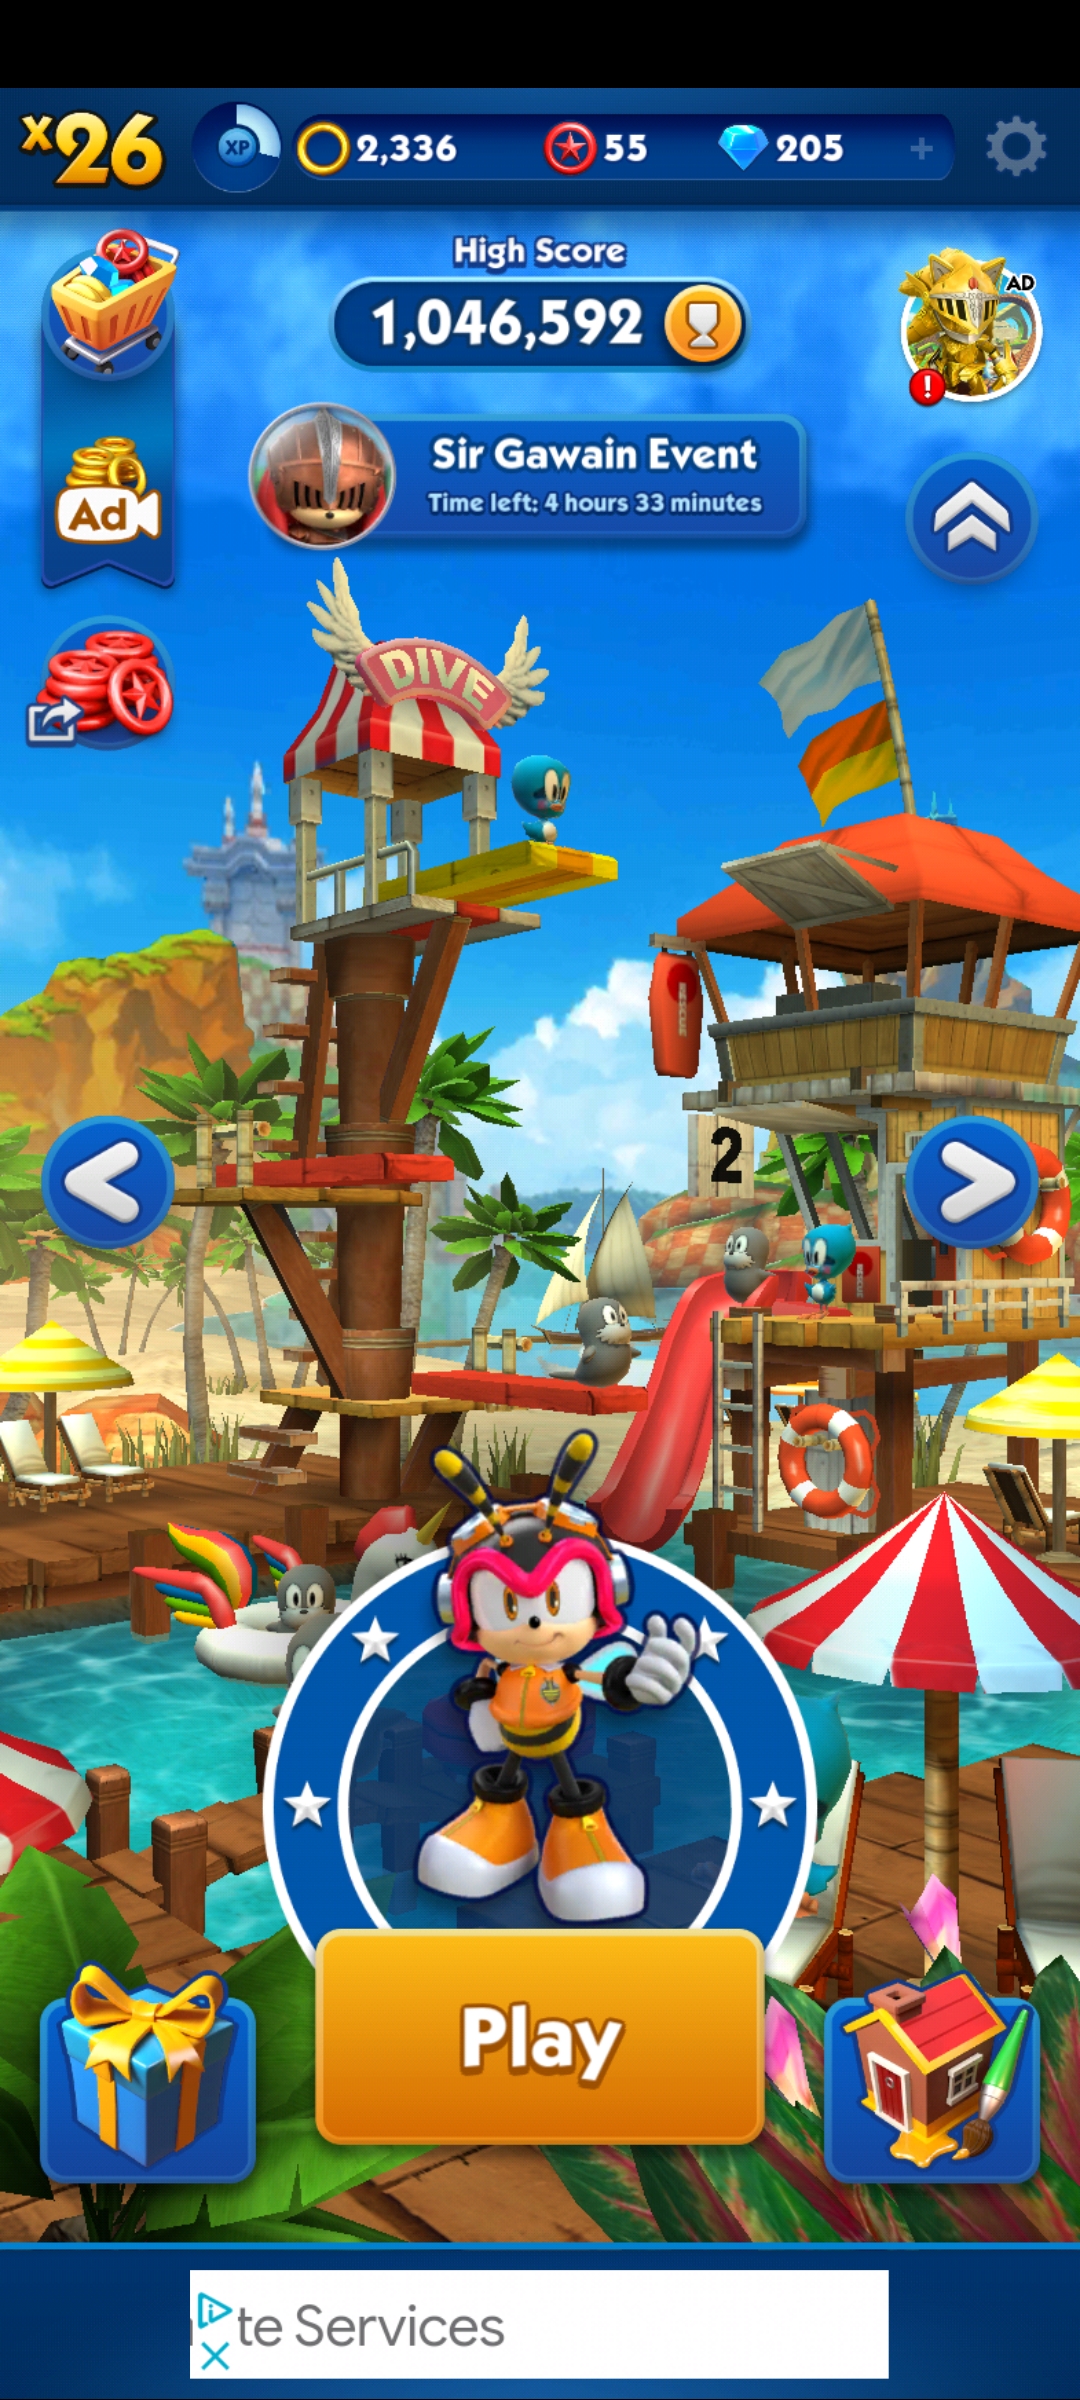 x26
XP
2,336
55
205
High Score
1,046,592
AD
Sir Gawain Event
Time left: 4 hours 33 minutes
Ad
DIVE
RESCUE
2
Play
te Services